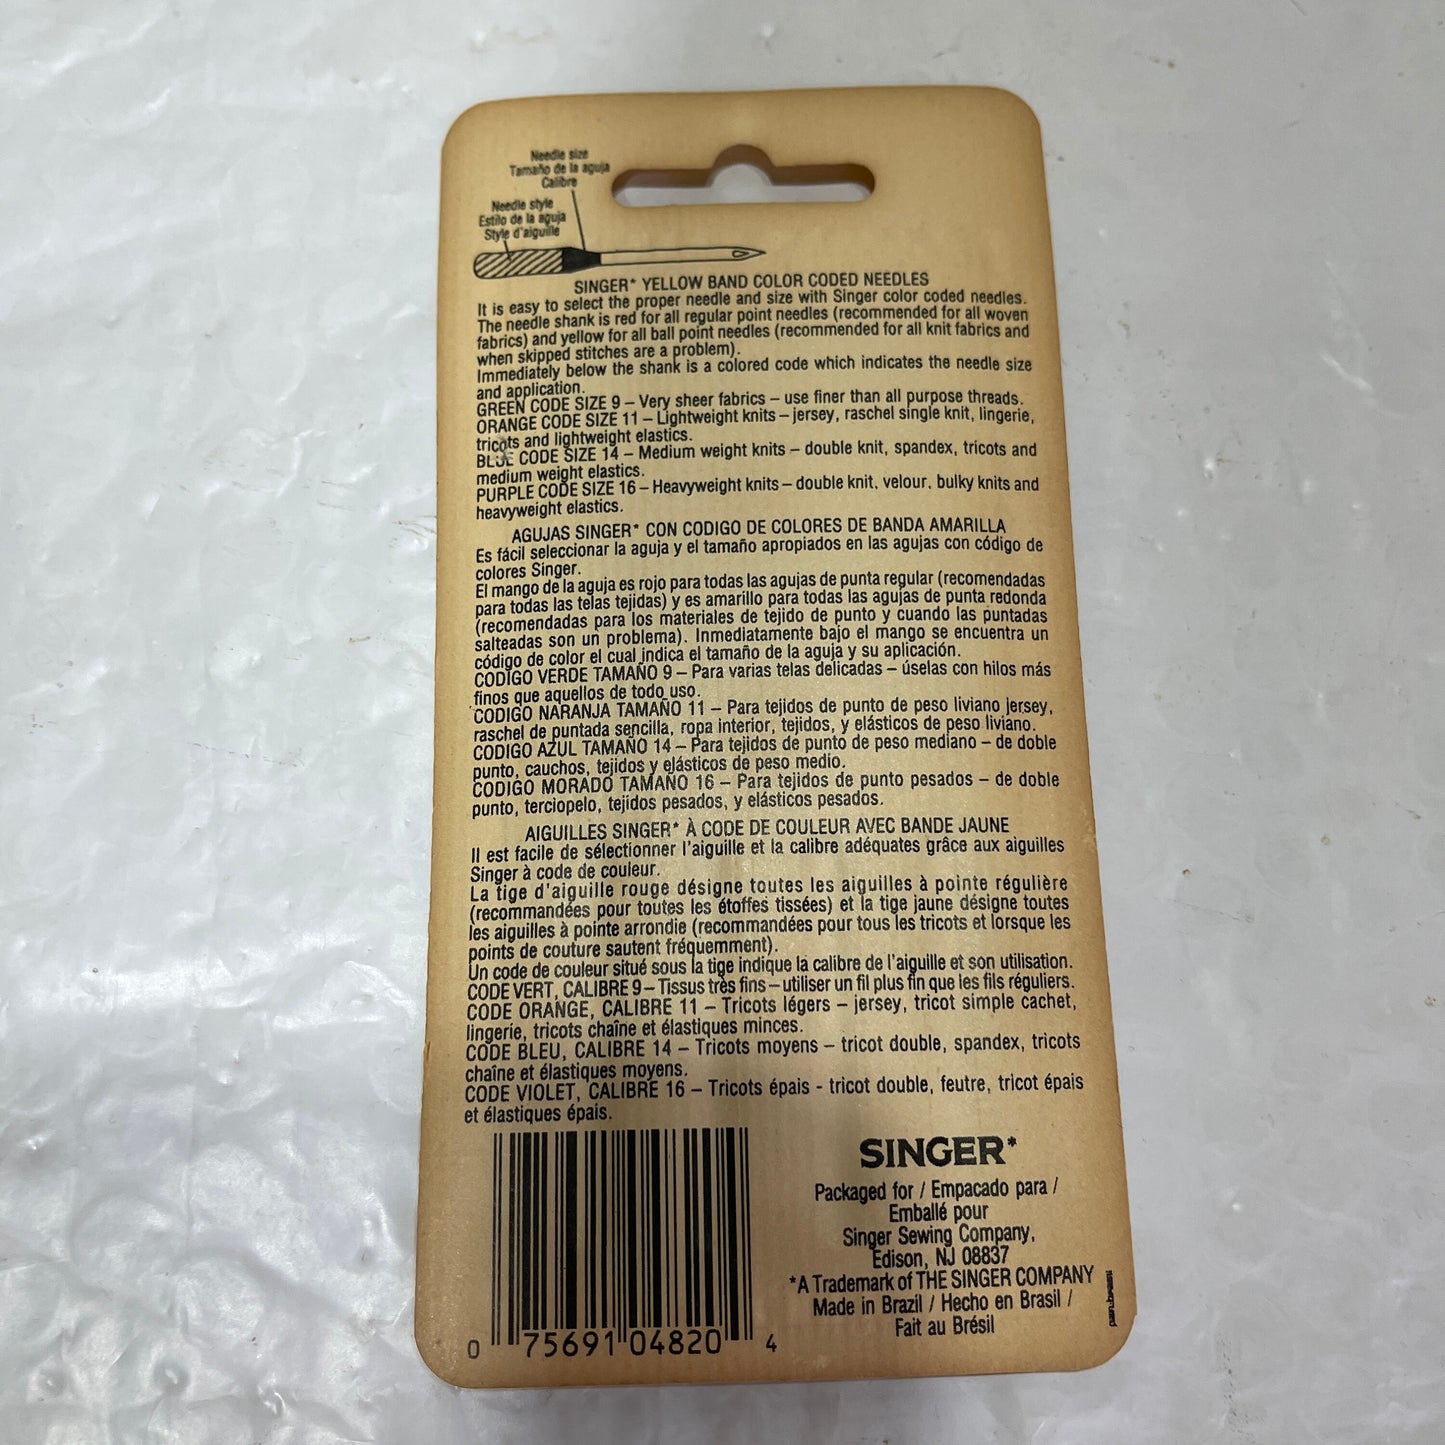 Needle size
Tamaño de la aguja
Calibre
Needle style
Estilo de la aguja
Style d'aiguille
SINGER* YELLOW BAND COLOR CODED NEEDLES
It is easy to select the proper needle and size with Singer color coded needles.
The needle shank is red for all regular point needles (recommended for all woven
fabrics) and yellow for all ball point needles (recommended for all knit fabrics and
when skipped stitches are a problem).
Immediately below the shank is a colored code which indicates the needle size
and application.
GREEN CODE SIZE 9 – Very sheer fabrics – use finer than all purpose threads.
ORANGE CODE SIZE 11 – Lightweight knits – jersey, raschel single knit, lingerie,
tricots and lightweight elastics.
BLUE CODE SIZE 14 – Medium weight knits – double knit, spandex, tricots and
medium weight elastics.
PURPLE CODE SIZE 16 – Heavyweight knits – double knit, velour, bulky knits and
heavyweight elastics.
AGUJAS SINGER* CON CODIGO DE COLORES DE BANDA AMARILLA
Es fácil seleccionar la aguja y el tamaño apropiados en las agujas con código de
colores Singer.
El mango de la aguja es rojo para todas las agujas de punta regular (recomendadas
para todas las telas tejidas) y es amarillo para todas las agujas de punta redonda
(recomendadas para los materiales de tejido de punto y cuando las puntadas
salteadas son un problema). Inmediatamente bajo el mango se encuentra un
código de color el cual indica el tamaño de la aguja y su aplicación.
CODIGO VERDE TAMAÑO 9 – Para varias telas delicadas – úselas con hilos más
finos que aquellos de todo uso.
CODIGO NARANJA TAMAÑO 11 – Para tejidos de punto de peso liviano jersey,
raschel de puntada sencilla, ropa interior, tejidos, y elásticos de peso liviano.
CODIGO AZUL TAMAÑO 14 – Para tejidos de punto de peso mediano – de doble
punto, cauchos, tejidos y elásticos de peso medio.
CODIGO MORADO TAMAÑO 16 – Para tejidos de punto pesados – de doble
punto, terciopelo, tejidos pesados, y elásticos pesados.
AIGUILLES SINGER* À CODE DE COULEUR AVEC BANDE JAUNE
Il est facile de sélectionner l'aiguille et la calibre adéquates grâce aux aiguilles
Singer à code de couleur.
La tige d'aiguille rouge désigne toutes les aiguilles à pointe régulière
(recommandées pour toutes les étoffes tissées) et la tige jaune désigne toutes
les aiguilles à pointe arrondie (recommandées pour tous les tricots et lorsque les
points de couture sautent fréquemment).
Un code de couleur situé sous la tige indique la calibre de l'aiguille et son utilisation.
CODE VERT, CALIBRE 9 – Tissus très fins – utiliser un fil plus fin que les fils réguliers.
CODE ORANGE, CALIBRE 11 – Tricots légers – jersey, tricot simple cachet,
lingerie, tricots chaîne et élastiques minces.
CODE BLEU, CALIBRE 14 – Tricots moyens – tricot double, spandex, tricots
chaîne et élastiques moyens.
CODE VIOLET, CALIBRE 16 – Tricots épais - tricot double, feutre, tricot épais
et élastiques épais.
SINGER*
Packaged for / Empacado para /
Emballé pour
Singer Sewing Company,
Edison, NJ 08837
*A Trademark of THE SINGER COMPANY
Made in Brazil / Hecho en Brasil /
Fait au Brésil
0 75691 04820 4